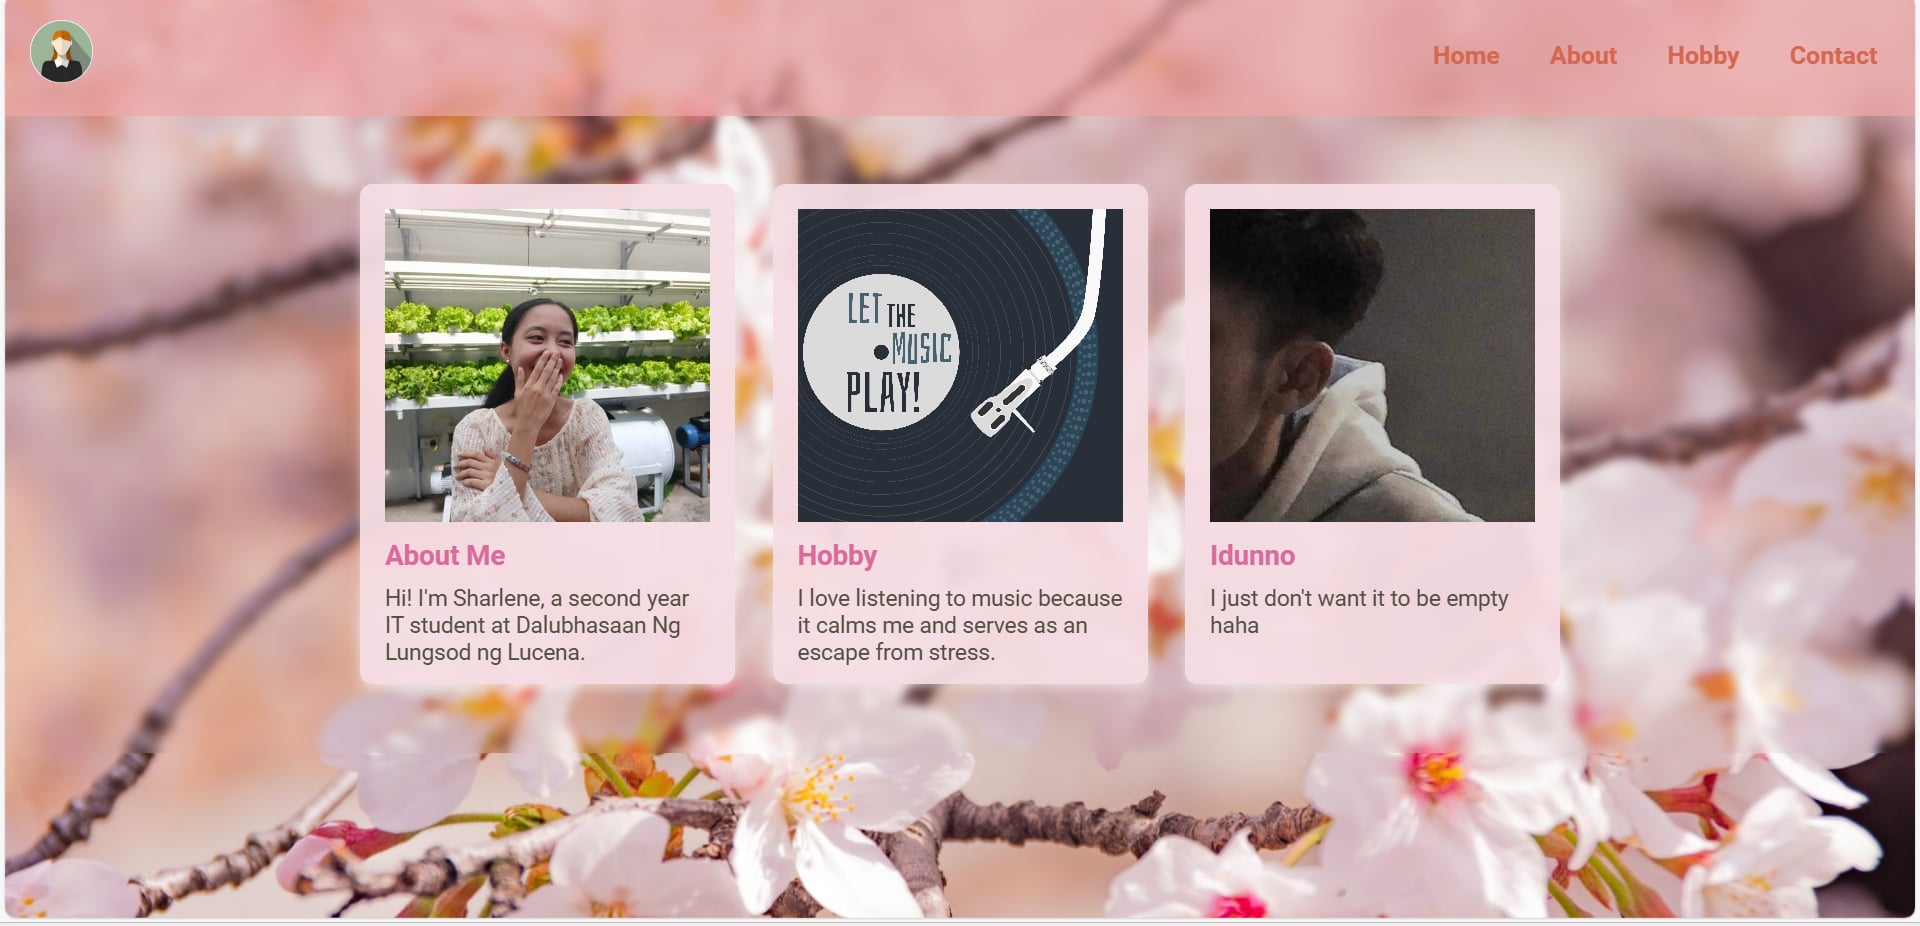 Home
About
Hobby
Contact
LET THE
MUSIC
PLAY!
About Me
Hi! I'm Sharlene, a second year
IT student at Dalubhasaan Ng
Lungsod ng Lucena.
Hobby
I love listening to music because
it calms me and serves as an
escape from stress.
Idunno
I just don't want it to be empty
haha